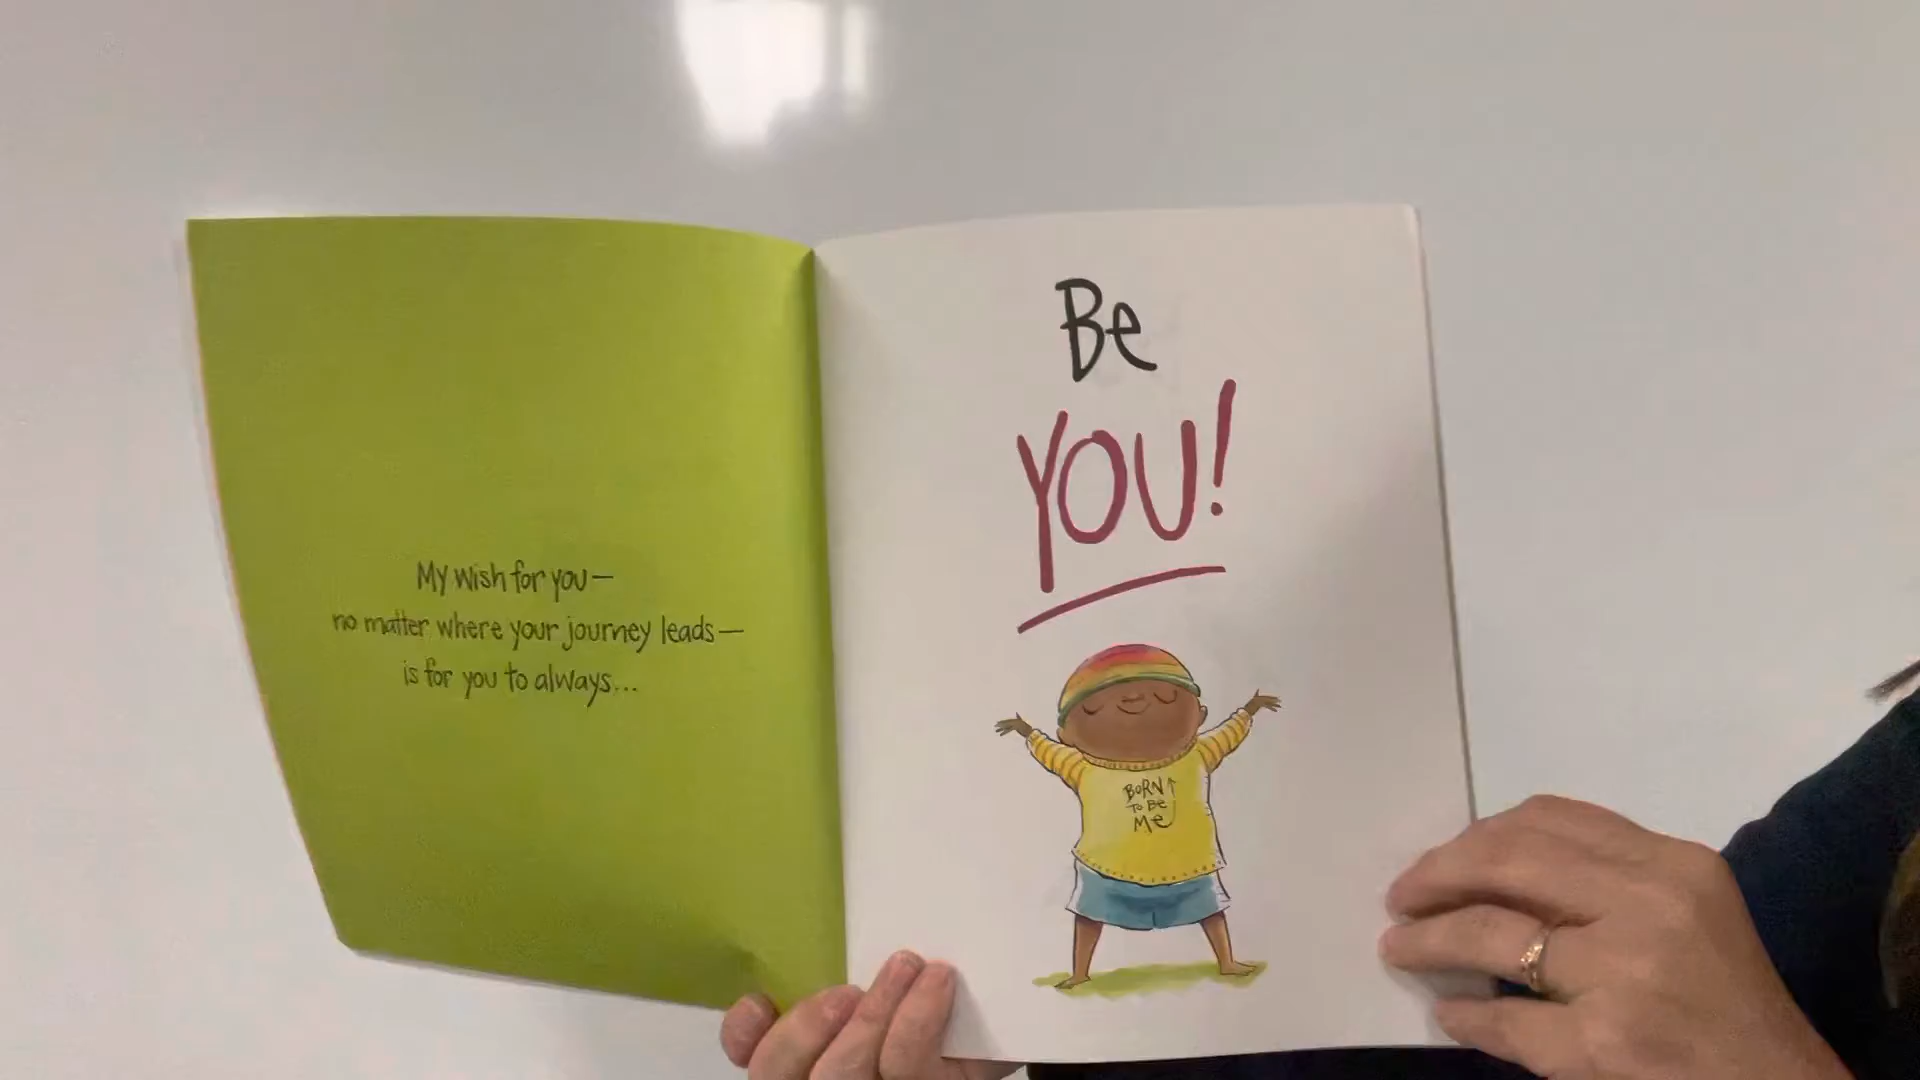 My wish for you—
no matter where your journey leads—
is for you to always...
Be
YOU!
BORN
TO BE
Me